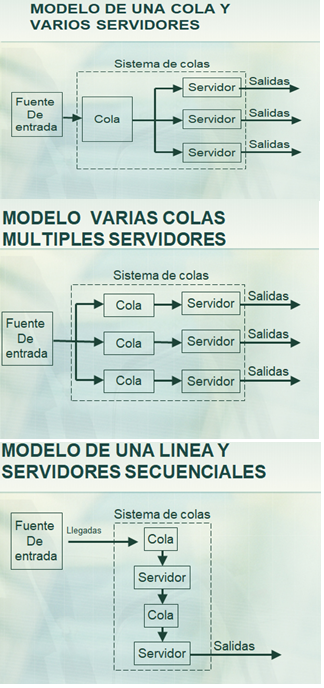 MODELO DE UNA COLA Y
VARIOS SERVIDORES
Sistema de colas
Fuente
De
entrada
Cola
Servidor
Salidas
Servidor
Salidas
Servidor
Salidas
MODELO VARIAS COLAS
MULTIPLES SERVIDORES
Sistema de colas
Fuente
De
entrada
Cola
Servidor
Salidas
Cola
Servidor
Salidas
Cola
Servidor
Salidas
MODELO DE UNA LINEA Y
SERVIDORES SECUENCIALES
Sistema de colas
Fuente
De
entrada
Llegadas
Cola
Servidor
Cola
Servidor
Salidas